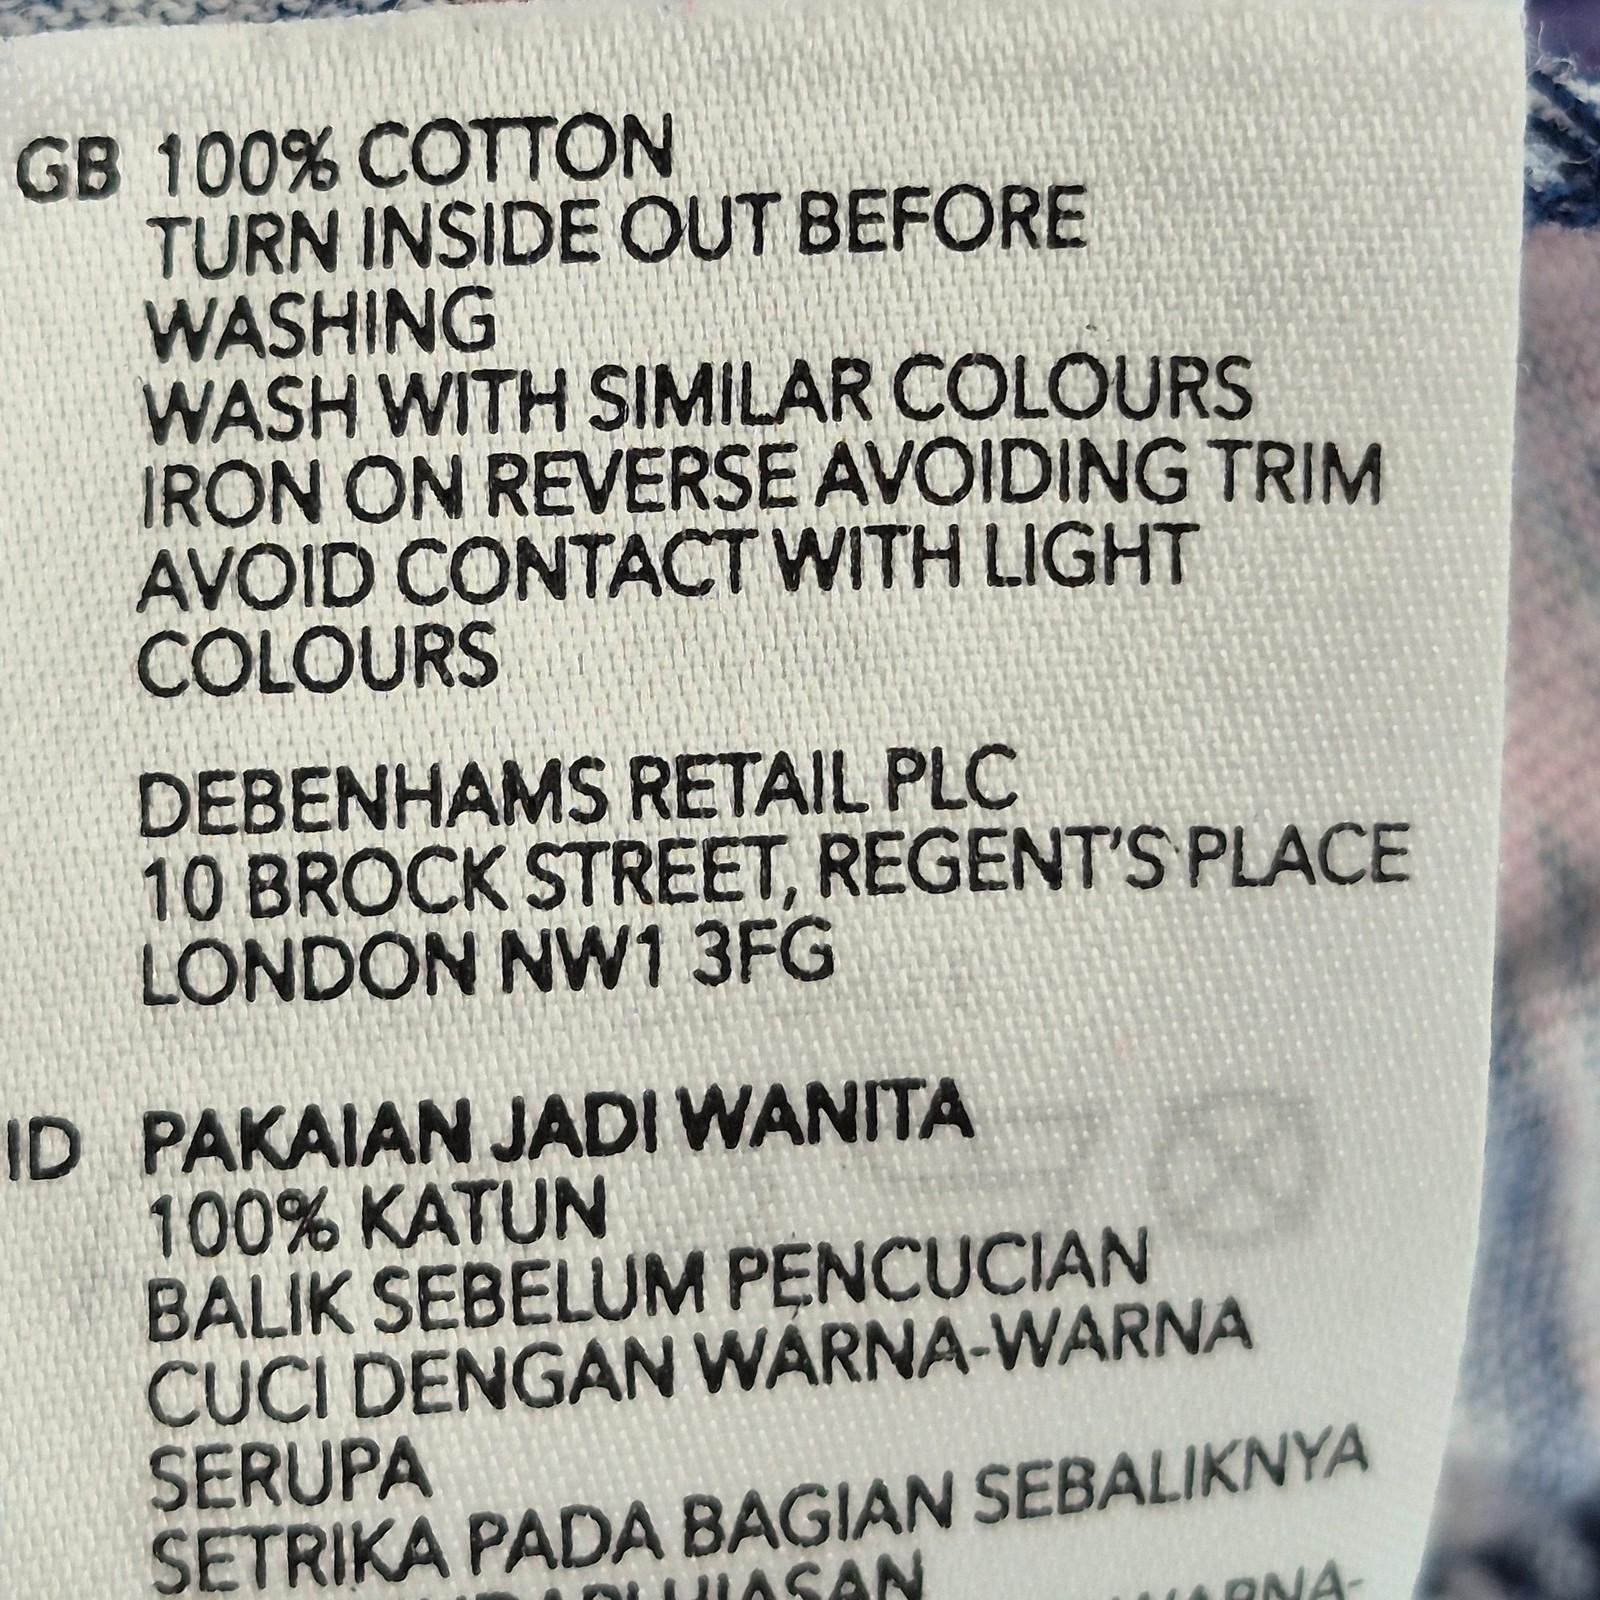 GB 100% COTTON
TURN INSIDE OUT BEFORE
WASHING
WASH WITH SIMILAR COLOURS
IRON ON REVERSE AVOIDING TRIM
AVOID CONTACT WITH LIGHT
COLOURS
DEBENHAMS RETAIL PLC
10 BROCK STREET, REGENT'S PLACE
LONDON NW1 3FG
ID PAKAIAN JADI WANITA
100% KATUN
BALIK SEBELUM PENCUCIAN
CUCI DENGAN WARNA-WARNA
SERUPA
SETRIKA PADA BAGIAN SEBALIKNYA